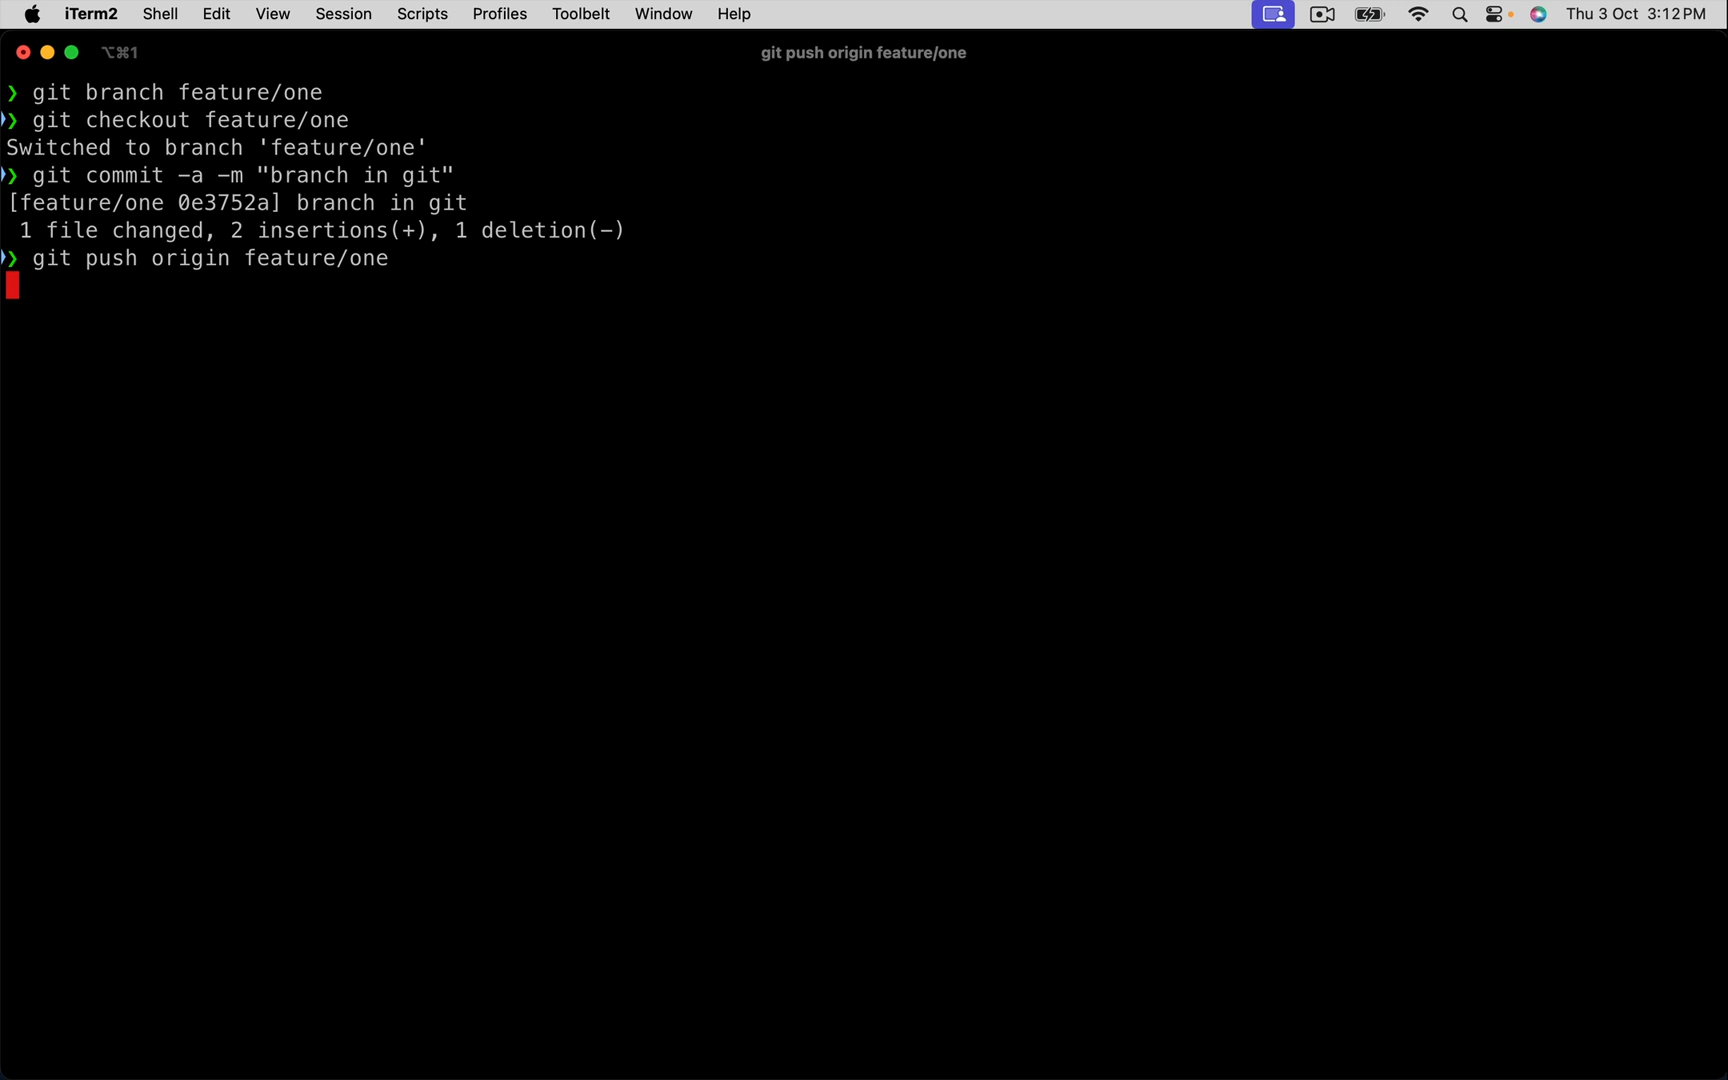 iTerm2 Shell Edit View Session Scripts Profiles Toolbelt Window Help Thu 3 Oct 3:12 PM
⌥⌘1 git push origin feature/one
❯ git branch feature/one
❯ git checkout feature/one
Switched to branch 'feature/one'
❯ git commit -a -m "branch in git"
[feature/one 0e3752a] branch in git
1 file changed, 2 insertions(+), 1 deletion(-)
❯ git push origin feature/one